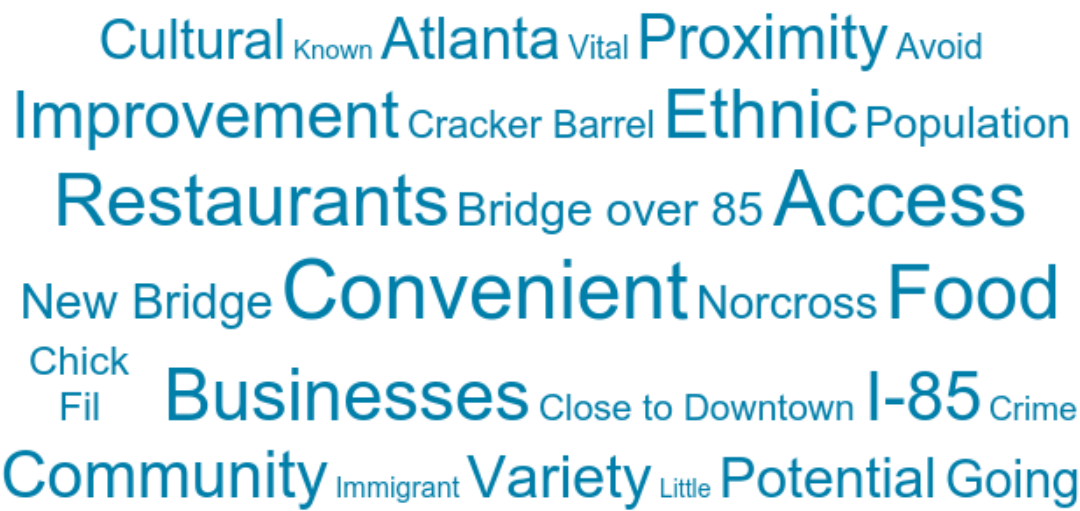 Cultural Known Atlanta Vital Proximity Avoid
Improvement Cracker Barrel Ethnic Population
Restaurants Bridge over 85 Access
New Bridge Convenient Norcross Food
Chick
Fil
Businesses Close to Downtown I-85 Crime
Community Immigrant Variety Little Potential Going